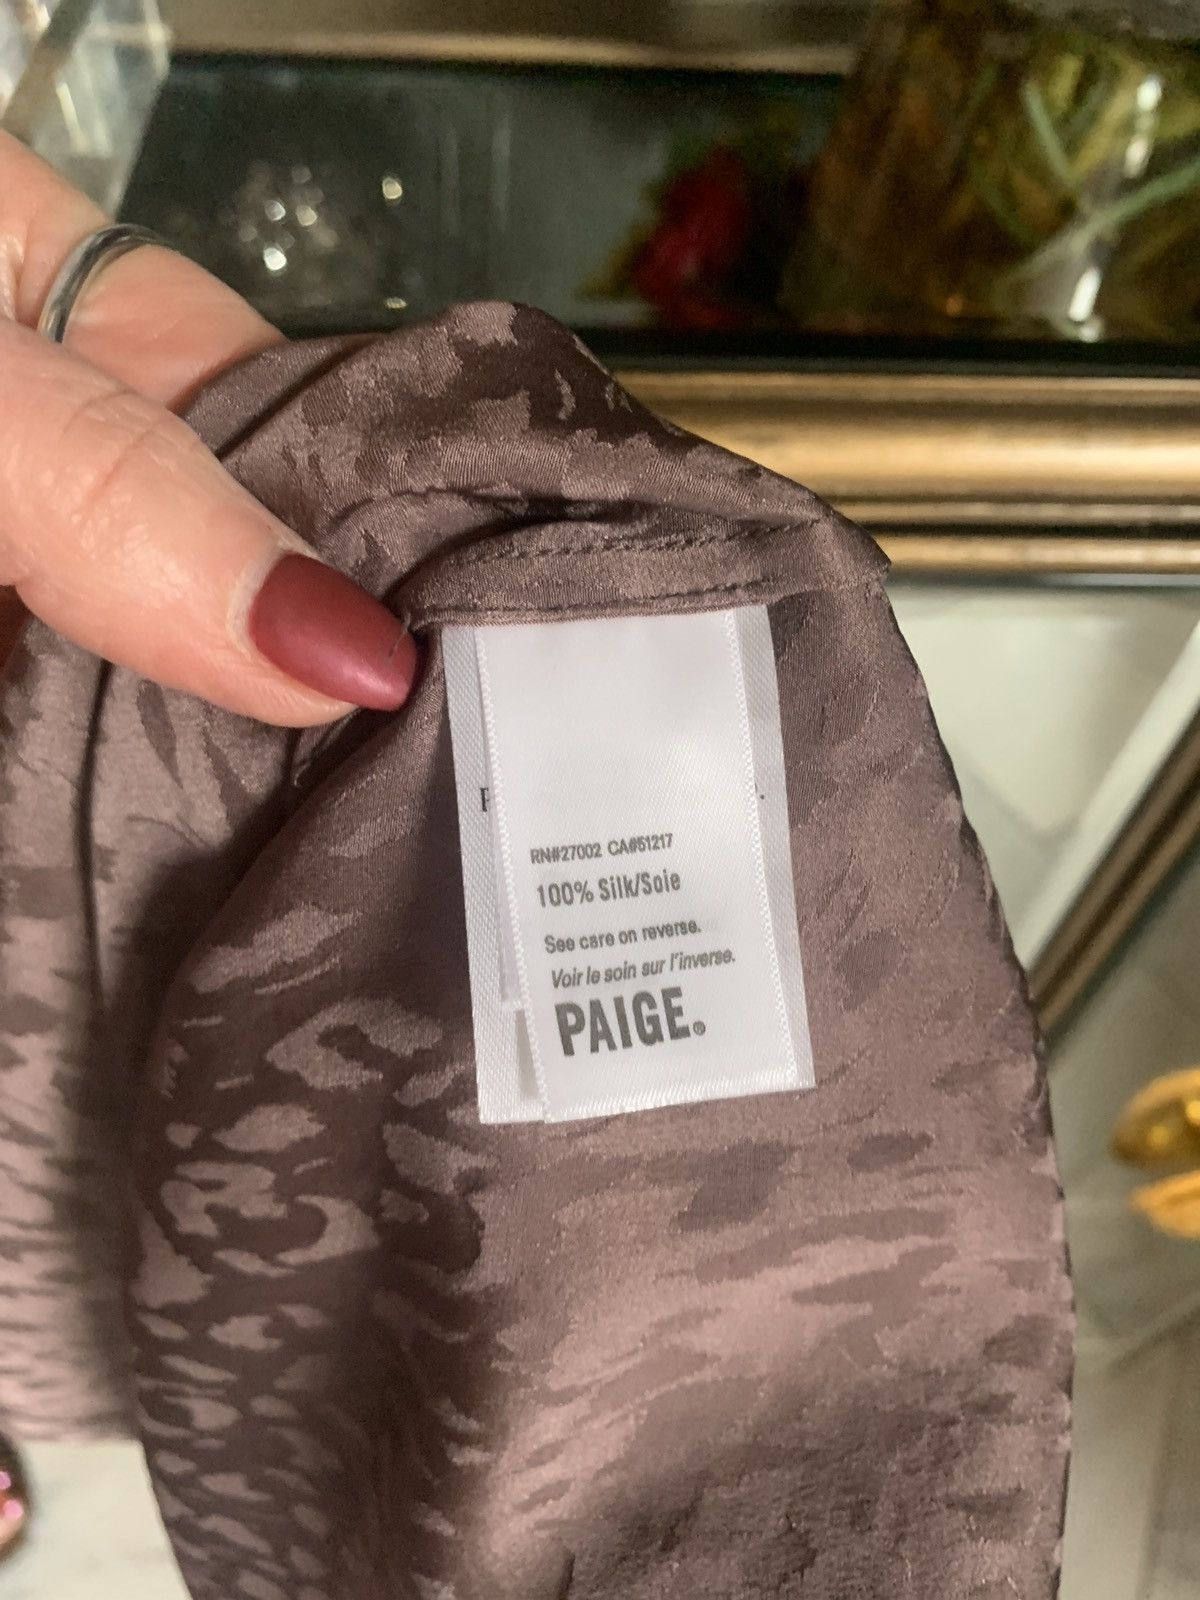 RN#27002 CA#51217
100% Silk/Soie
See care on reverse.
Voir le soin sur l'inverse.
PAIGE.®